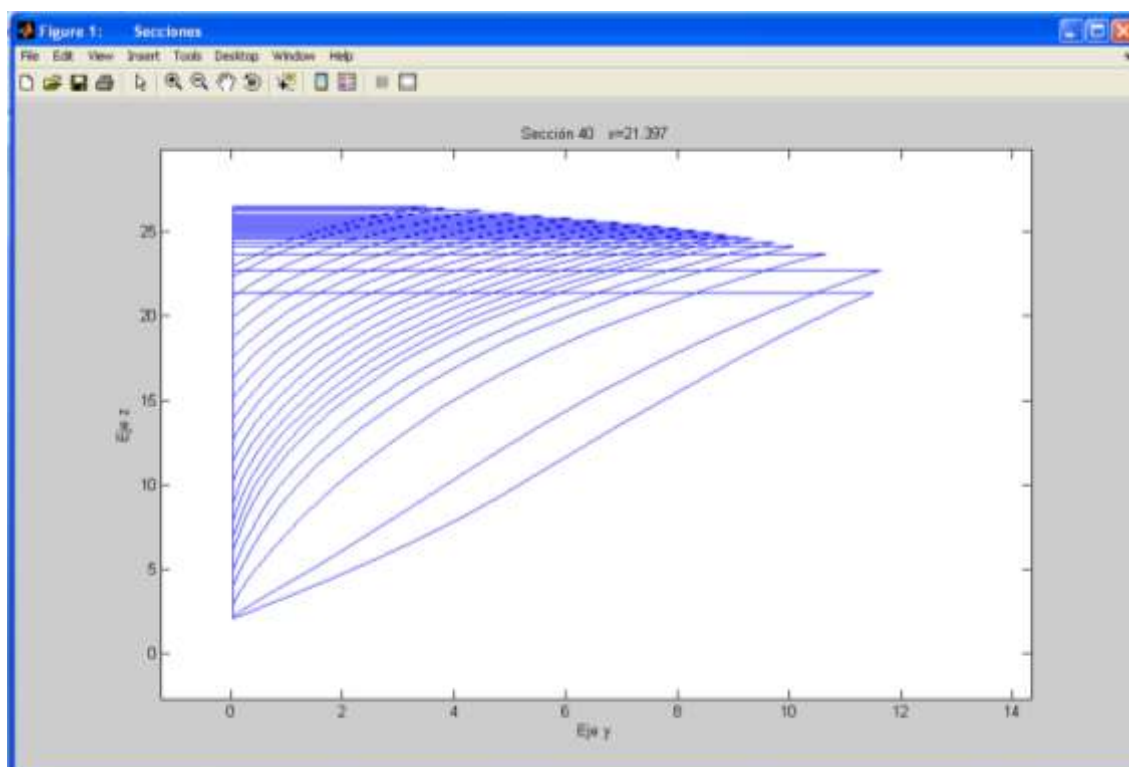 Figure 1: Secciones
File Edit View Insert Tools Desktop Window Help
Sección 40 x=21.397
25
20
15
10
5
0
Eje z
0 2 4 6 8 10 12 14
Eje y